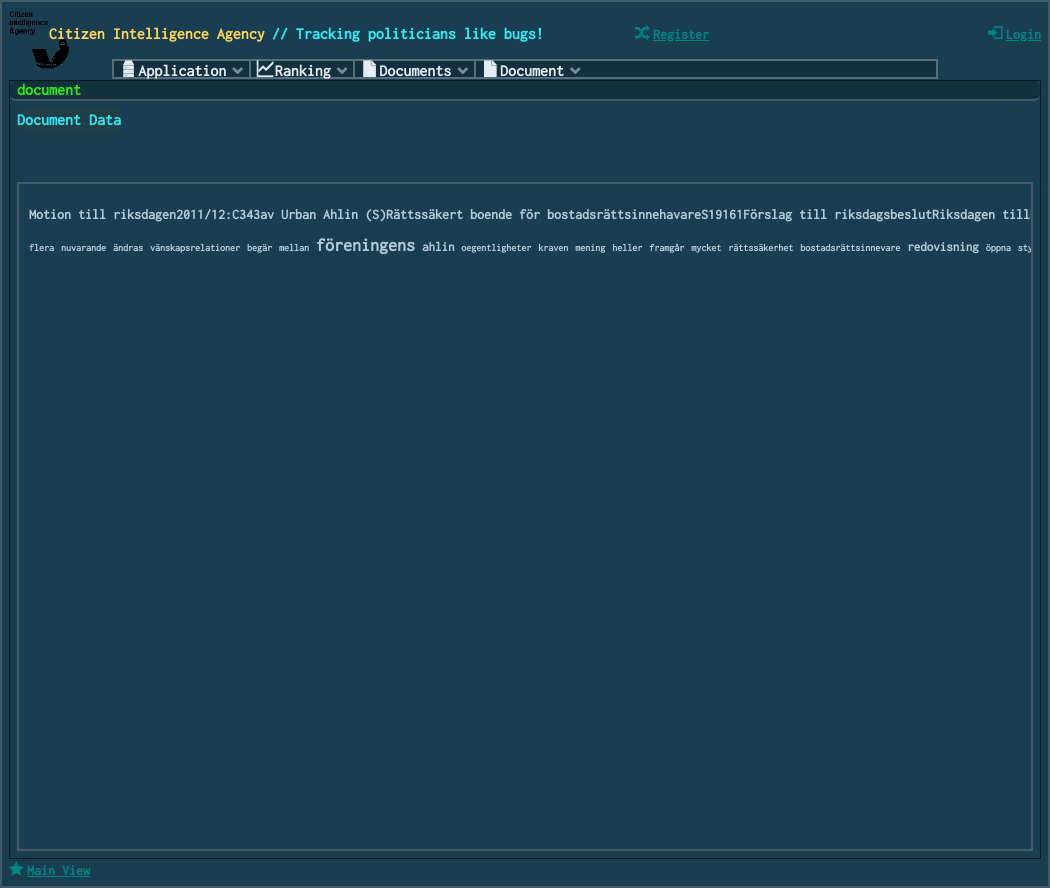 Citizen
Intelligence
Agency
Citizen Intelligence Agency // Tracking politicians like bugs!
Register
Login
Application
Ranking
Documents
Document
document
Document Data
Motion till riksdagen2011/12:C343av Urban Ahlin (S)Rättssäkert boende för bostadsrättsinnehavareS19161Förslag till riksdagsbeslutRiksdagen till
flera nuvarande ändras vänskapsrelationer begär mellan föreningens ahlin oegentligheter kraven mening heller framgår mycket rättssäkerhet bostadsrättsinnevare redovisning öppna sty
Main View